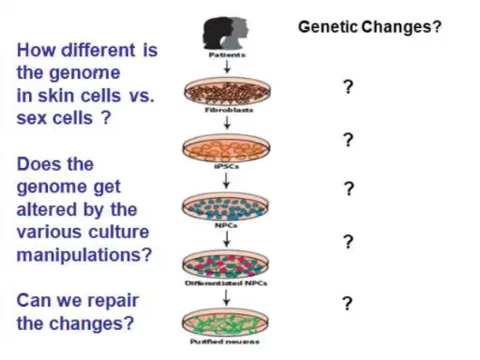 Genetic Changes?
How different is
the genome
in skin cells vs.
sex cells ?
Does the
genome get
altered by the
various culture
manipulations?
Can we repair
the changes?
Patients
Fibroblasts
iPSCs
NPCs
Differentiated NPCs
Purified neurons
?
?
?
?
?